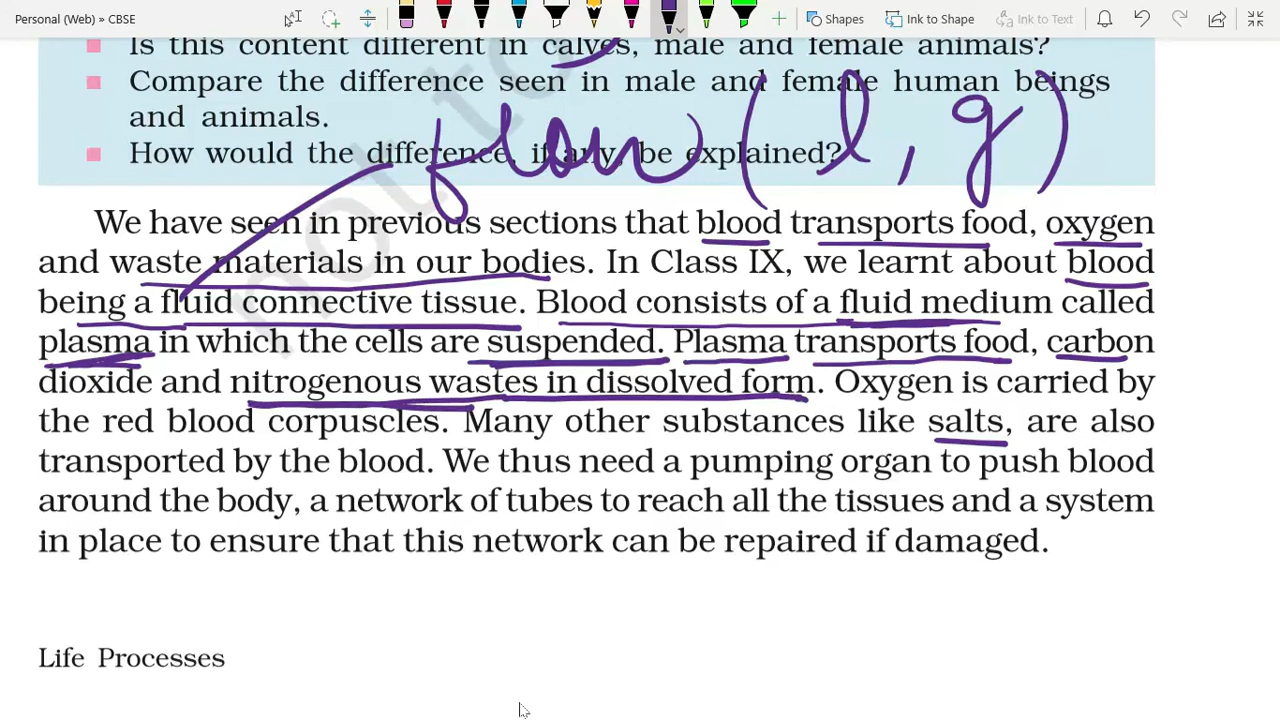 Personal (Web) » CBSE
Shapes
Ink to Shape
Ink to Text
Is this content different in calves, male and female animals?
Compare the difference seen in male and female human beings
and animals.
flow (l, g)
How would the difference, if any, be explained?
We have seen in previous sections that blood transports food, oxygen
and waste materials in our bodies. In Class IX, we learnt about blood
being a fluid connective tissue. Blood consists of a fluid medium called
plasma in which the cells are suspended. Plasma transports food, carbon
dioxide and nitrogenous wastes in dissolved form. Oxygen is carried by
the red blood corpuscles. Many other substances like salts, are also
transported by the blood. We thus need a pumping organ to push blood
around the body, a network of tubes to reach all the tissues and a system
in place to ensure that this network can be repaired if damaged.
Life Processes
not to